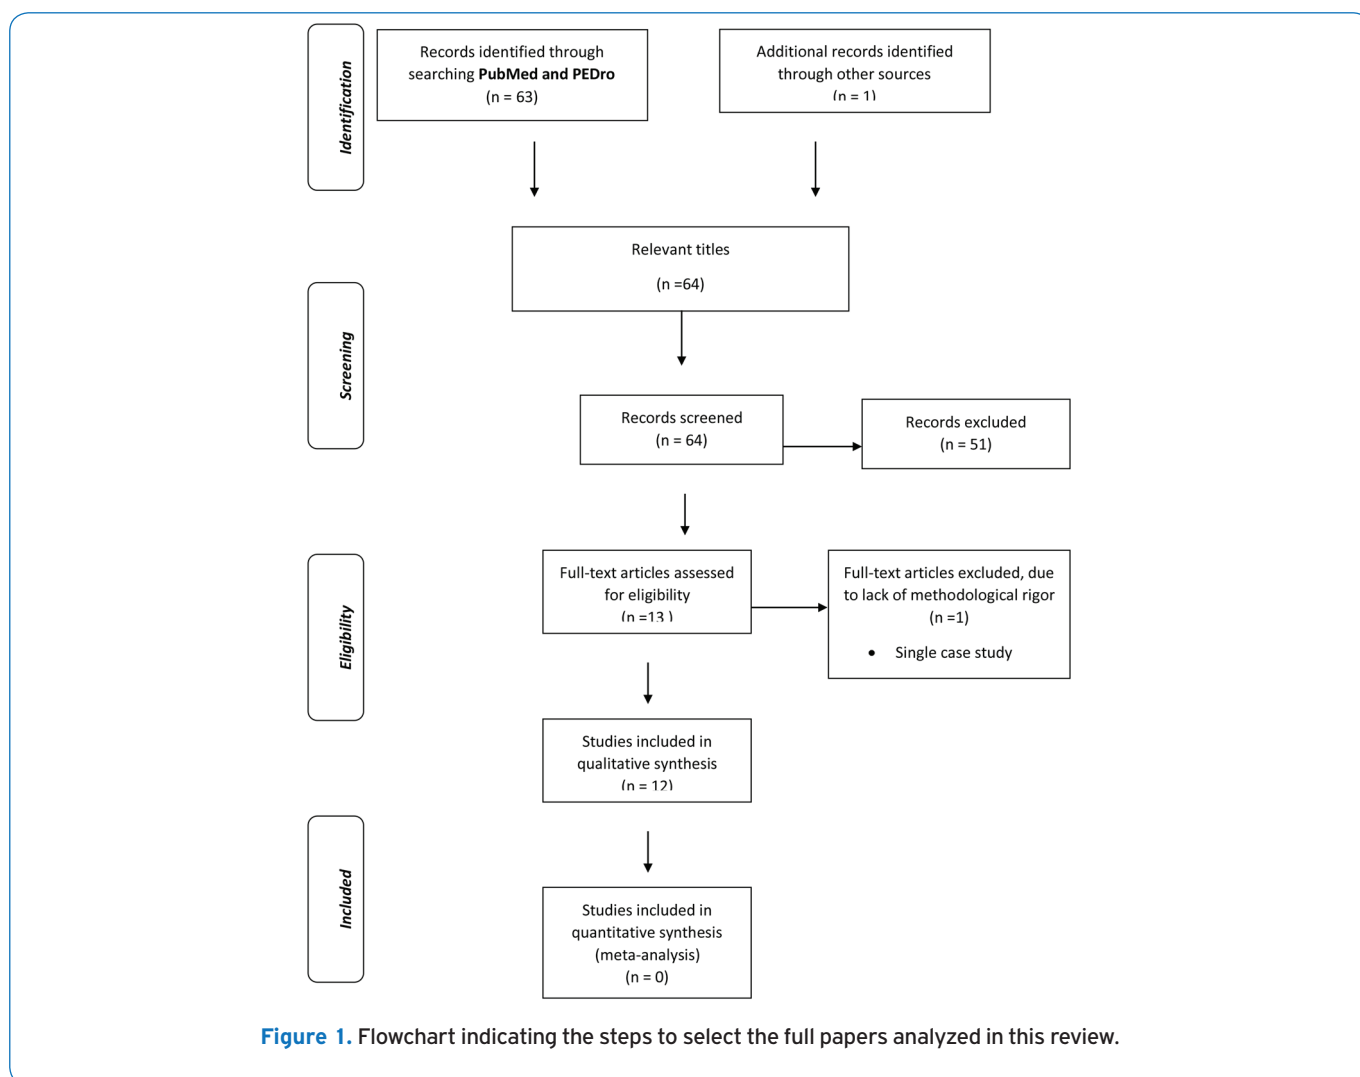 Identification
Records identified through
searching PubMed and PEDro
(n = 63)
Additional records identified
through other sources
(n = 1)
Relevant titles
(n =64)
Screening
Records screened
(n = 64)
Records excluded
(n = 51)
Eligibility
Full-text articles assessed
for eligibility
(n =13 )
Full-text articles excluded, due
to lack of methodological rigor
(n =1)
• Single case study
Studies included in
qualitative synthesis
(n = 12)
Included
Studies included in
quantitative synthesis
(meta-analysis)
(n = 0)
Figure 1. Flowchart indicating the steps to select the full papers analyzed in this review.